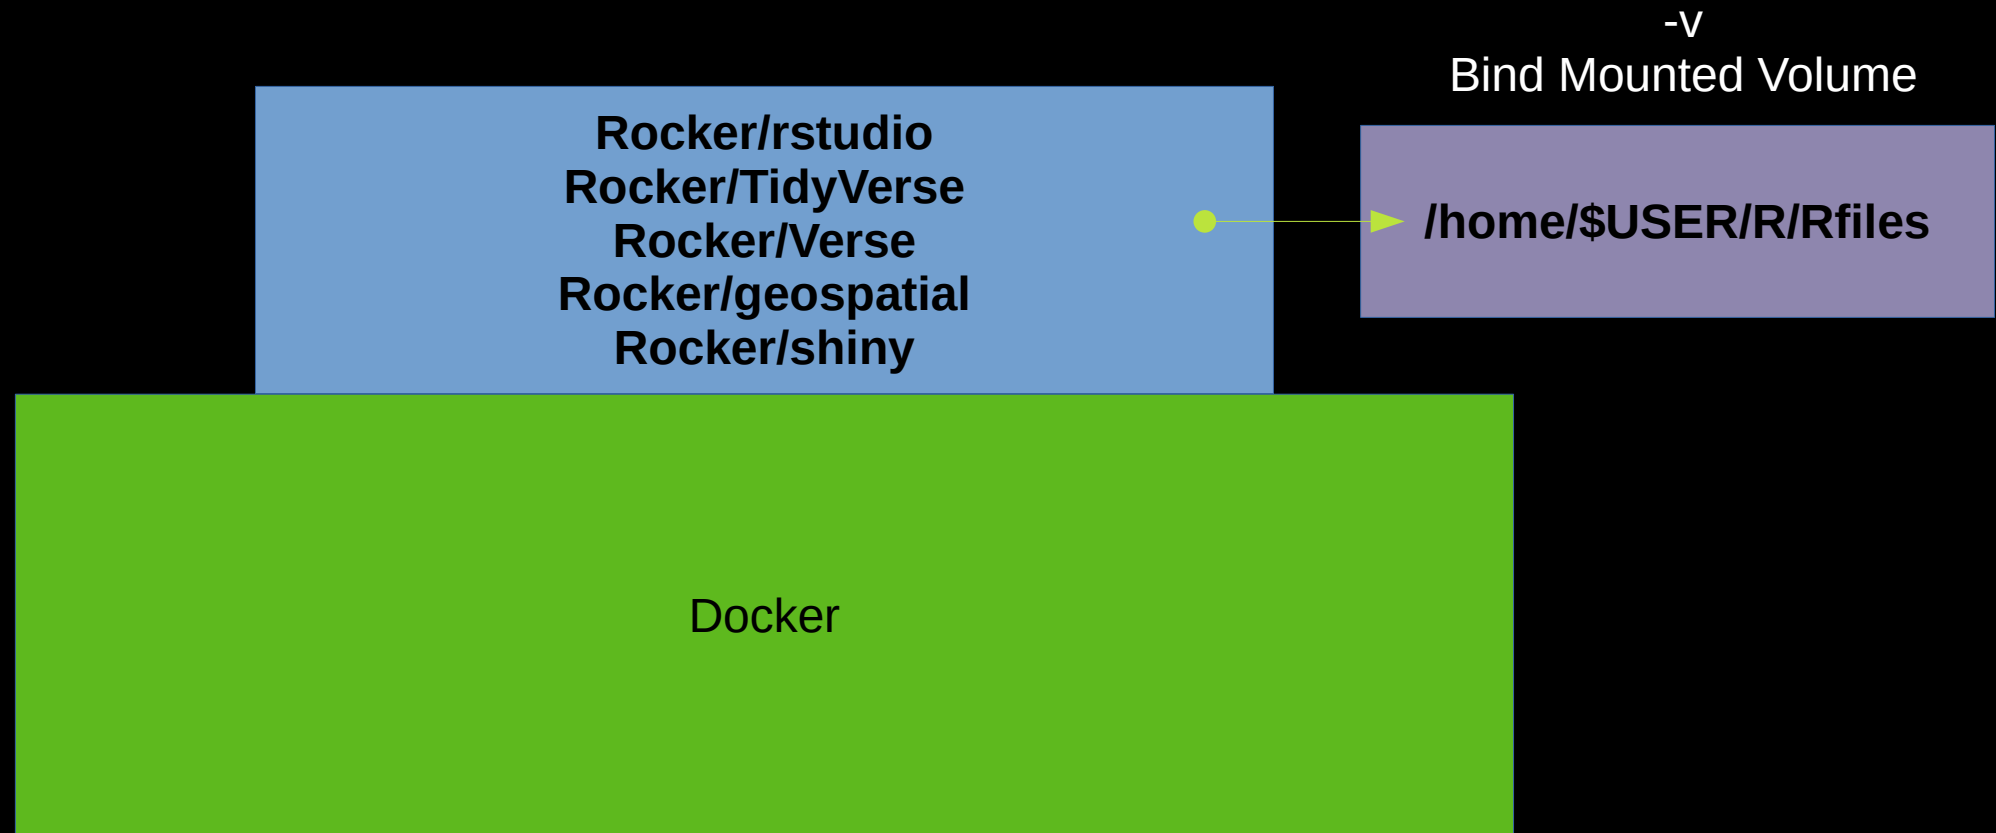 -v
Bind Mounted Volume
Rocker/rstudio
Rocker/TidyVerse
Rocker/Verse
Rocker/geospatial
Rocker/shiny
/home/$USER/R/Rfiles
Docker